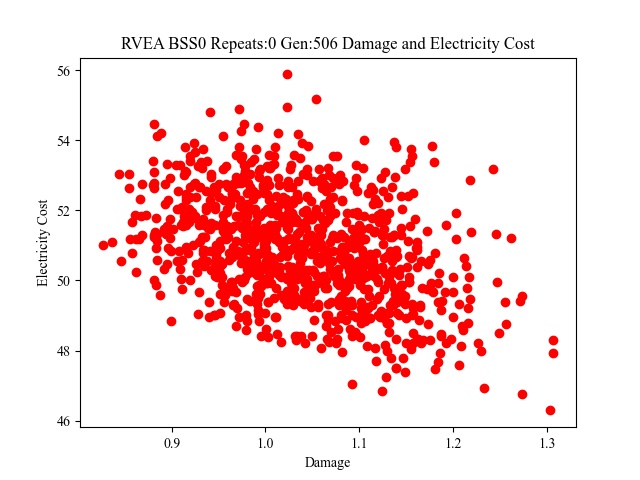 RVEA BSS0 Repeats:0 Gen:506 Damage and Electricity Cost
56
54
52
50
48
46
Electricity Cost
0.9 1.0 1.1 1.2 1.3
Damage